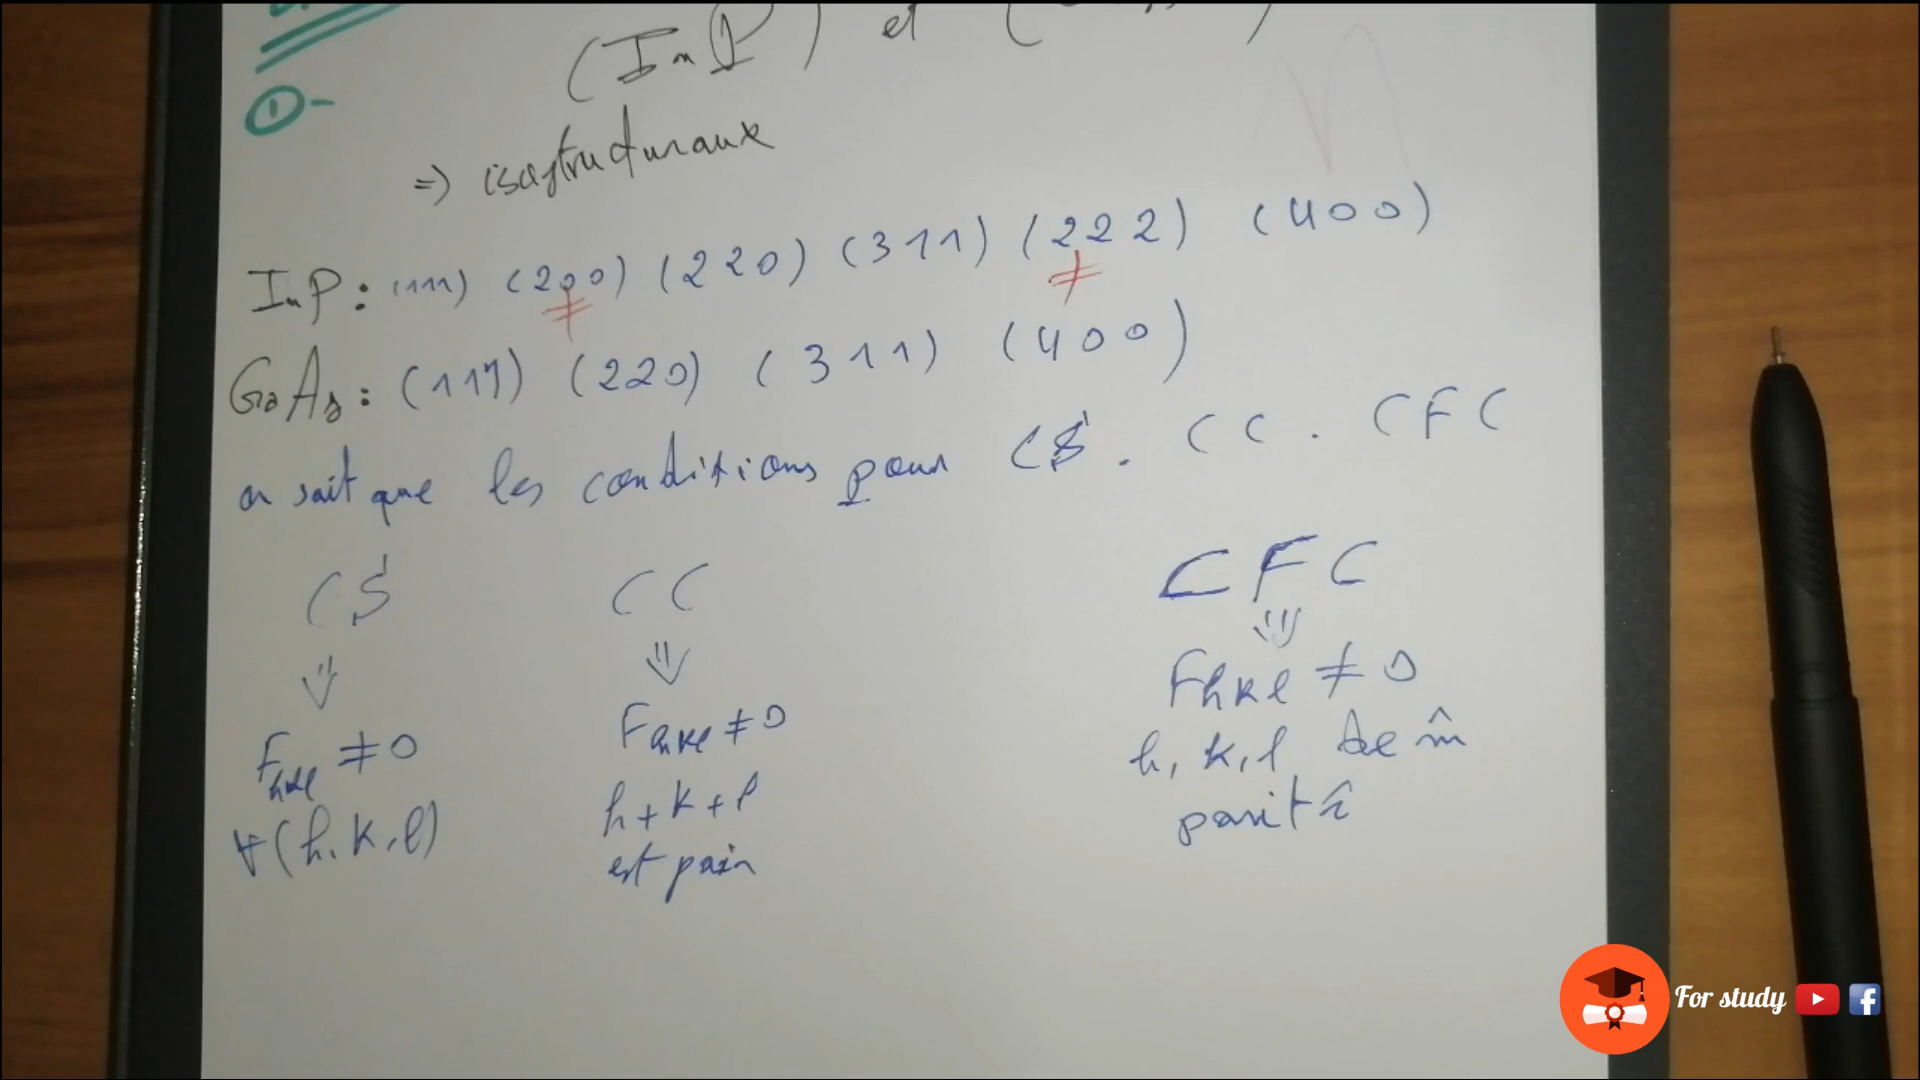 (InP) et (
①-
=) isostructuraux
InP : (111) (200) (220) (311) (222) (400)
≠ ≠
GaAs : (111) (220) (311) (400)
on sait que les conditions pour CS . CC . CFC
CS CC CFC
Fhkl ≠ 0 Fhkl ≠ 0 Fhkl ≠ 0
∀(h,k,l) h+k+l est pair h, k, l de m̂ parité
For study